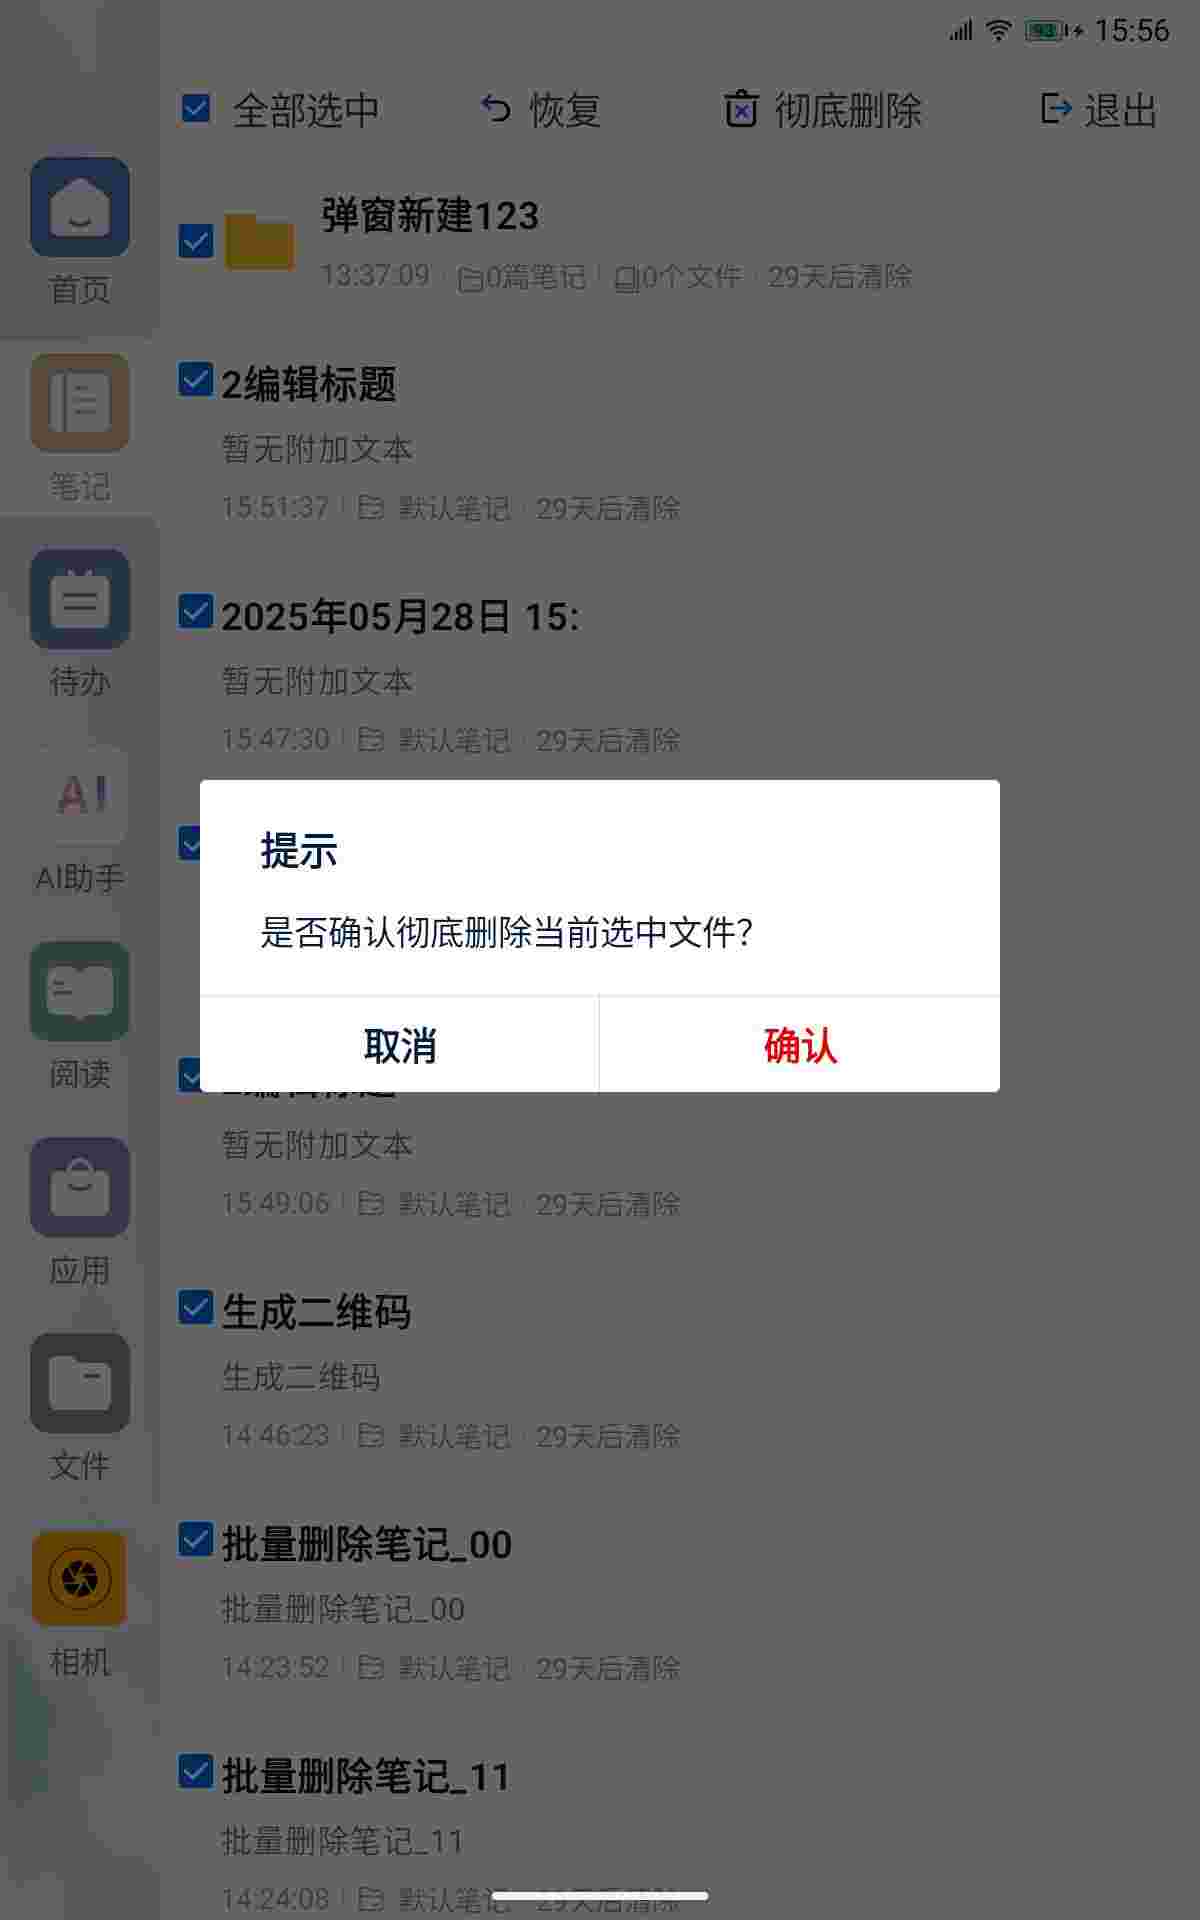 93 15:56
全部选中 恢复 彻底删除 退出
弹窗新建123
13:37:09 0篇笔记 0个文件 29天后清除
首页
2编辑标题
暂无附加文本
15:51:37 默认笔记 29天后清除
笔记
2025年05月28日 15:
暂无附加文本
15:47:30 默认笔记 29天后清除
待办
AI
AI助手
提示
是否确认彻底删除当前选中文件？
取消 确认
阅读
暂无附加文本
15:49:06 默认笔记 29天后清除
应用
生成二维码
生成二维码
14:46:23 默认笔记 29天后清除
文件
批量删除笔记_00
批量删除笔记_00
14:23:52 默认笔记 29天后清除
相机
批量删除笔记_11
批量删除笔记_11
14:24:08 默认笔记 29天后清除